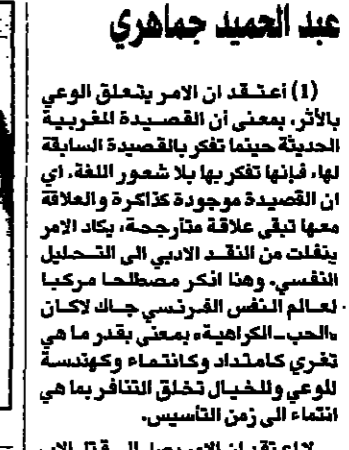 عبد الحميد جماهري
(1) أعتقد ان الامر يتعلق الوعي
بالأثر، بمعنى أن القصيدة المغربية
الحديثة حينما تفكر بالقصيدة السابقة
لها، فإنها تفكر بها بلا شعور اللغة، اي
ان القصيدة موجودة كذاكرة والعلاقة
معها تبقى علاقة متأرجحة، يكاد الامر
ينفلت من النقد الادبي الى التحليل
النفسي. وهنا اذكر مصطلحا مركبا
لعالم النفس الفرنسي جاك لاكان
«الحب-الكراهية» بمعنى بقدر ما هي
تغري كامتداد وكانتماء وكهندسة
للوعي وللخيال تخلق التنافر بما هي
انتماء الى زمن التأسيس.